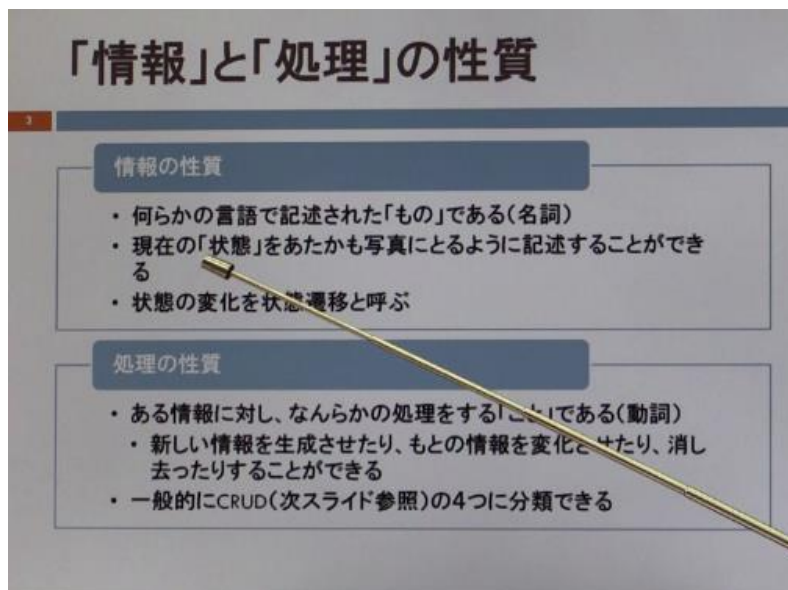 「情報」と「処理」の性質
3
情報の性質
・ 何らかの言語で記述された「もの」である(名詞)
・ 現在の「状態」をあたかも写真にとるように記述することができ
る
・ 状態の変化を状態遷移と呼ぶ
処理の性質
・ ある情報に対し、なんらかの処理をする「こと」である(動詞)
・ 新しい情報を生成させたり、もとの情報を変化させたり、消し
去ったりすることができる
・ 一般的にCRUD(次スライド参照)の4つに分類できる